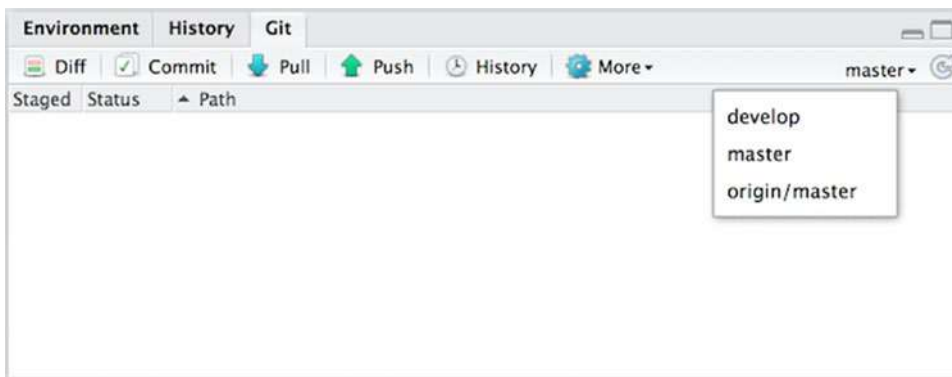 Environment History Git
Diff Commit Pull Push History More master
Staged Status Path
develop
master
origin/master